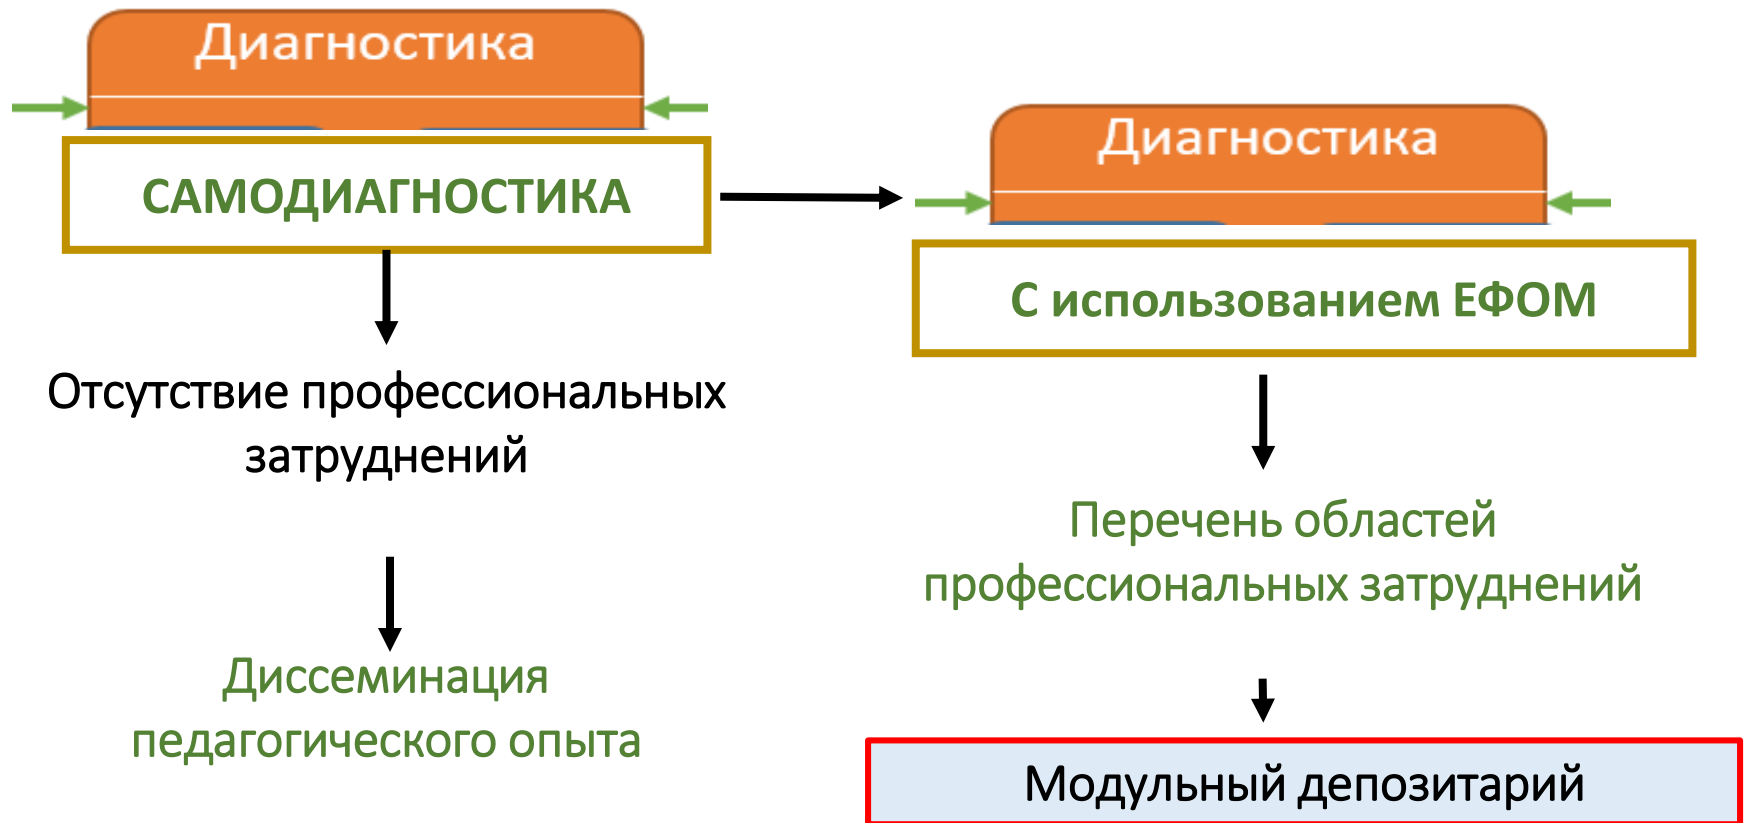 Диагностика
САМОДИАГНОСТИКА
Отсутствие профессиональных
затруднений
Диссеминация
педагогического опыта
Диагностика
С использованием ЕФОМ
Перечень областей
профессиональных затруднений
Модульный депозитарий